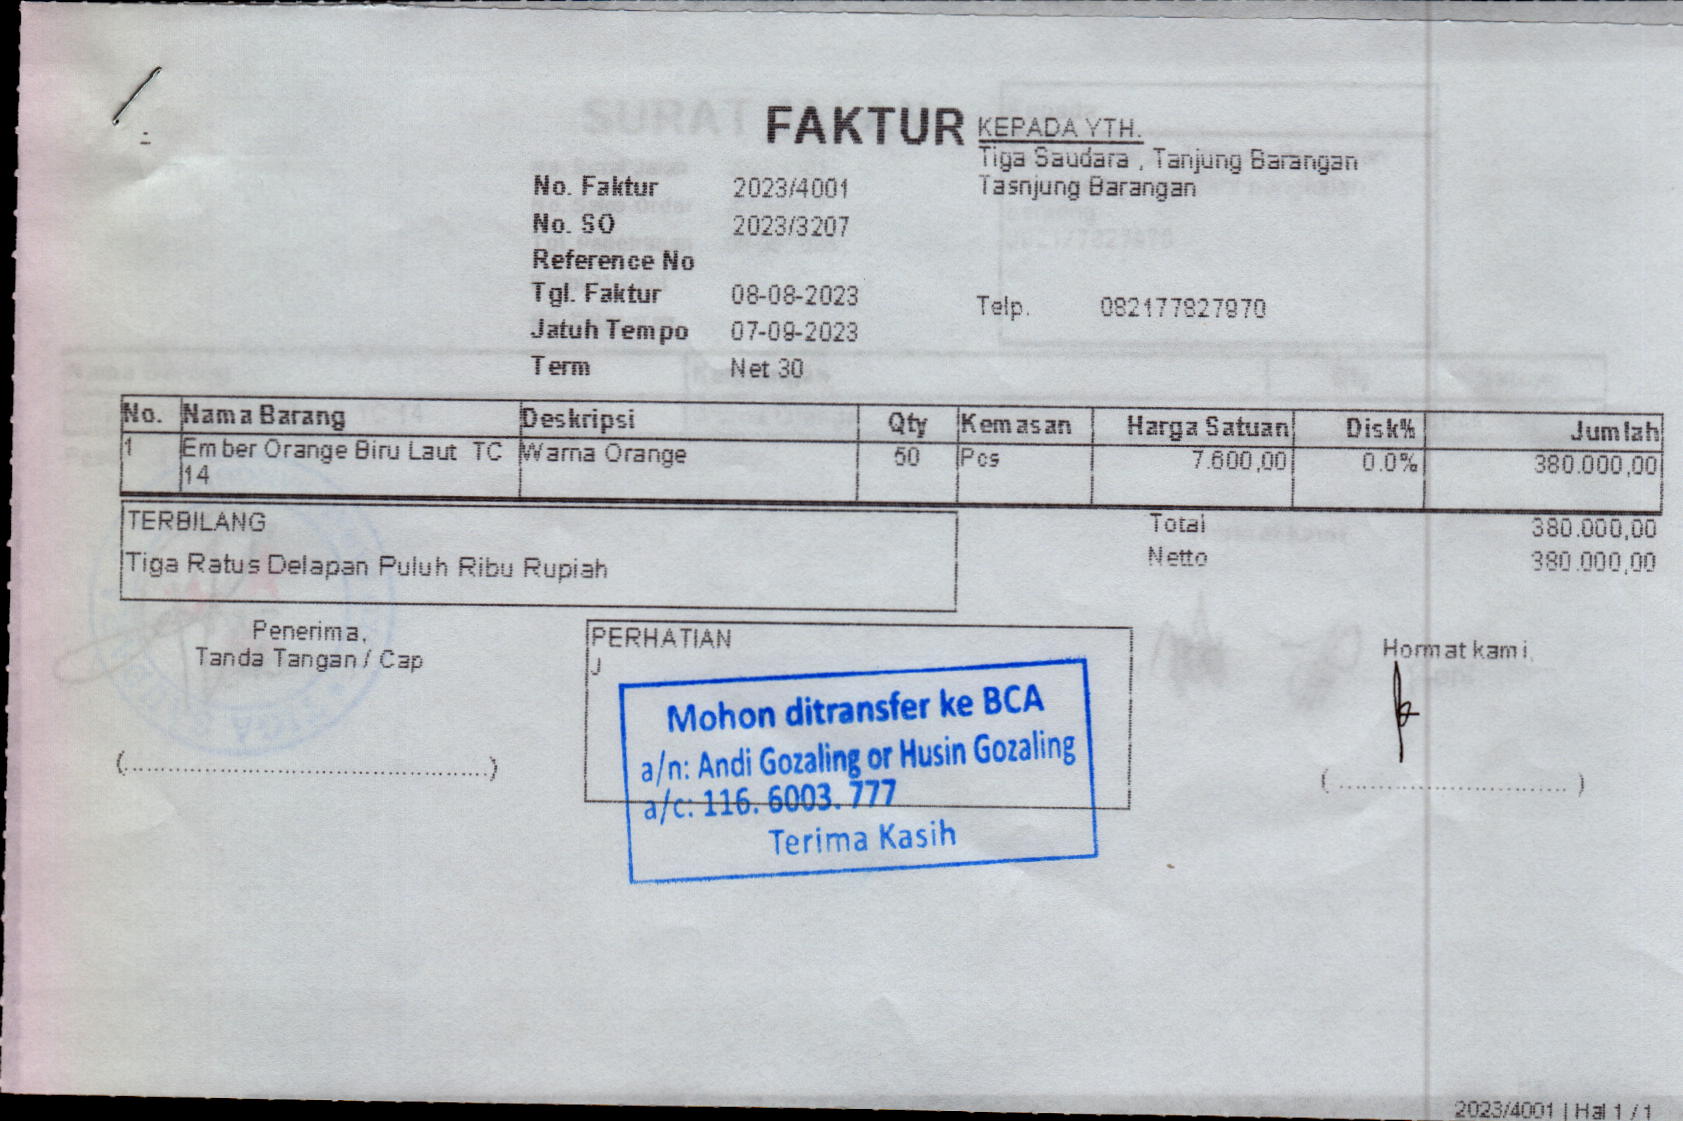 FAKTUR
KEPADA YTH.
Tiga Saudara , Tanjung Barangan
Tasnjung Barangan
No. Faktur 2023/4001
No. SO 2023/3207
Reference No
Tgl. Faktur 08-08-2023
Telp. 082177827970
Jatuh Tempo 07-09-2023
Term Net 30
No. Nama Barang Deskripsi Qty Kemasan Harga Satuan Disk% Jumlah
1 Ember Orange Biru Laut TC 14 Warna Orange 50 Pcs 7.600,00 0.0% 380.000,00
TERBILANG
Tiga Ratus Delapan Puluh Ribu Rupiah
Total 380.000,00
Netto 380.000,00
Penerima,
Tanda Tangan / Cap
(................................................)
PERHATIAN
J
Mohon ditransfer ke BCA
a/n: Andi Gozaling or Husin Gozaling
a/c: 116. 6003. 777
Terima Kasih
Hormat kami,
(..............................)
2023/4001 | Hal 1 / 1